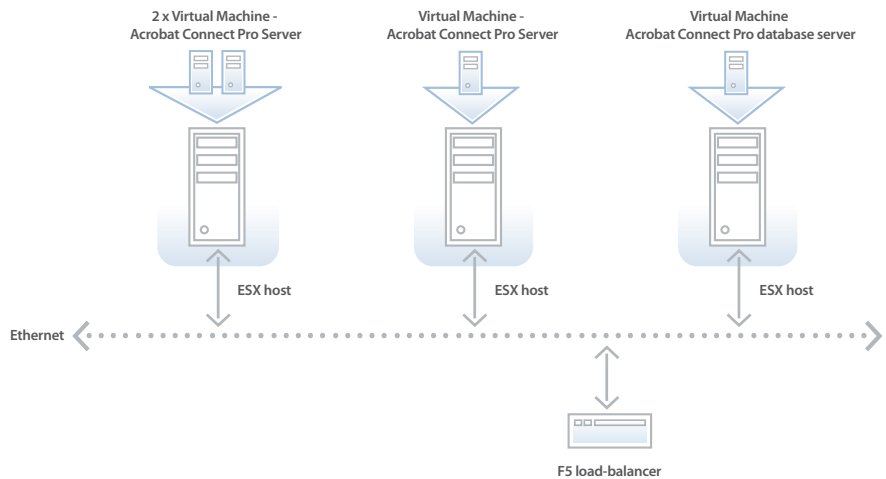 2 x Virtual Machine -
Acrobat Connect Pro Server
Virtual Machine -
Acrobat Connect Pro Server
Virtual Machine
Acrobat Connect Pro database server
ESX host
ESX host
ESX host
Ethernet
F5 load-balancer